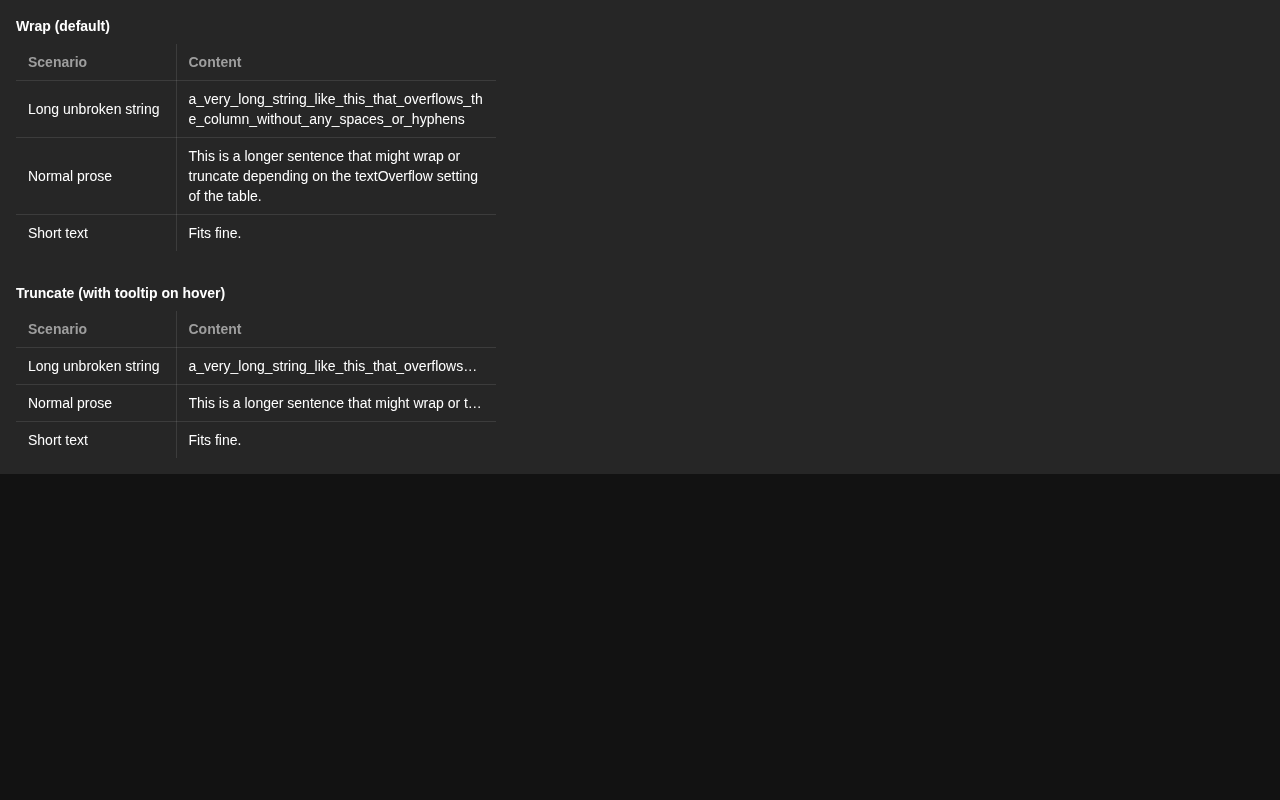 Wrap (default)
Scenario Content
Long unbroken string a_very_long_string_like_this_that_overflows_th
e_column_without_any_spaces_or_hyphens
Normal prose This is a longer sentence that might wrap or
truncate depending on the textOverflow setting
of the table.
Short text Fits fine.
Truncate (with tooltip on hover)
Scenario Content
Long unbroken string a_very_long_string_like_this_that_overflows…
Normal prose This is a longer sentence that might wrap or t…
Short text Fits fine.